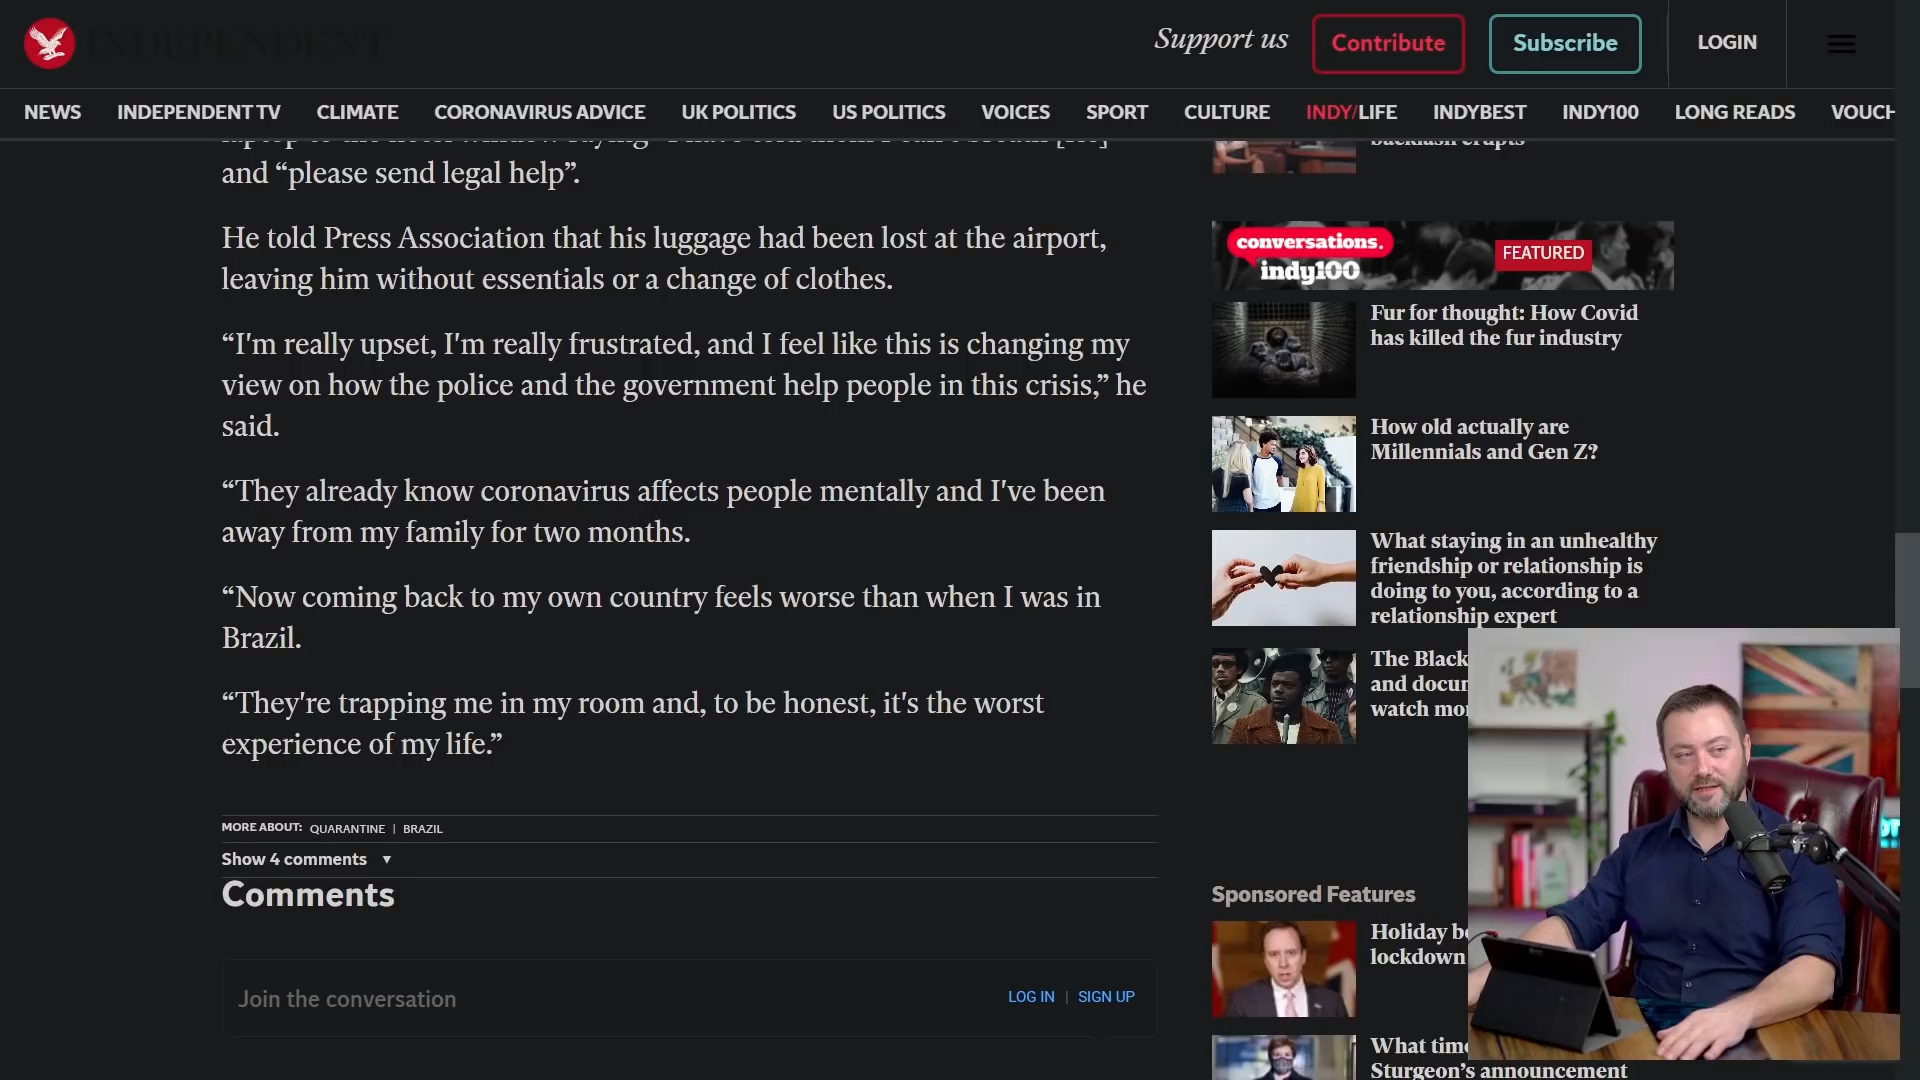 INDEPENDENT
Support us
Contribute
Subscribe
LOGIN
NEWS
INDEPENDENT TV
CLIMATE
CORONAVIRUS ADVICE
UK POLITICS
US POLITICS
VOICES
SPORT
CULTURE
INDY/LIFE
INDYBEST
INDY100
LONG READS
VOUCH
and “please send legal help”.
He told Press Association that his luggage had been lost at the airport,
leaving him without essentials or a change of clothes.
“I'm really upset, I'm really frustrated, and I feel like this is changing my
view on how the police and the government help people in this crisis,” he
said.
“They already know coronavirus affects people mentally and I've been
away from my family for two months.
“Now coming back to my own country feels worse than when I was in
Brazil.
“They're trapping me in my room and, to be honest, it's the worst
experience of my life.”
MORE ABOUT: QUARANTINE | BRAZIL
Show 4 comments ▼
Comments
Join the conversation
LOG IN | SIGN UP
backlash erupts
conversations.
indy100
FEATURED
Fur for thought: How Covid
has killed the fur industry
How old actually are
Millennials and Gen Z?
What staying in an unhealthy
friendship or relationship is
doing to you, according to a
relationship expert
The Black
and docu
watch mo
Sponsored Features
Holiday b
lockdown
What time
Sturgeon’s announcement